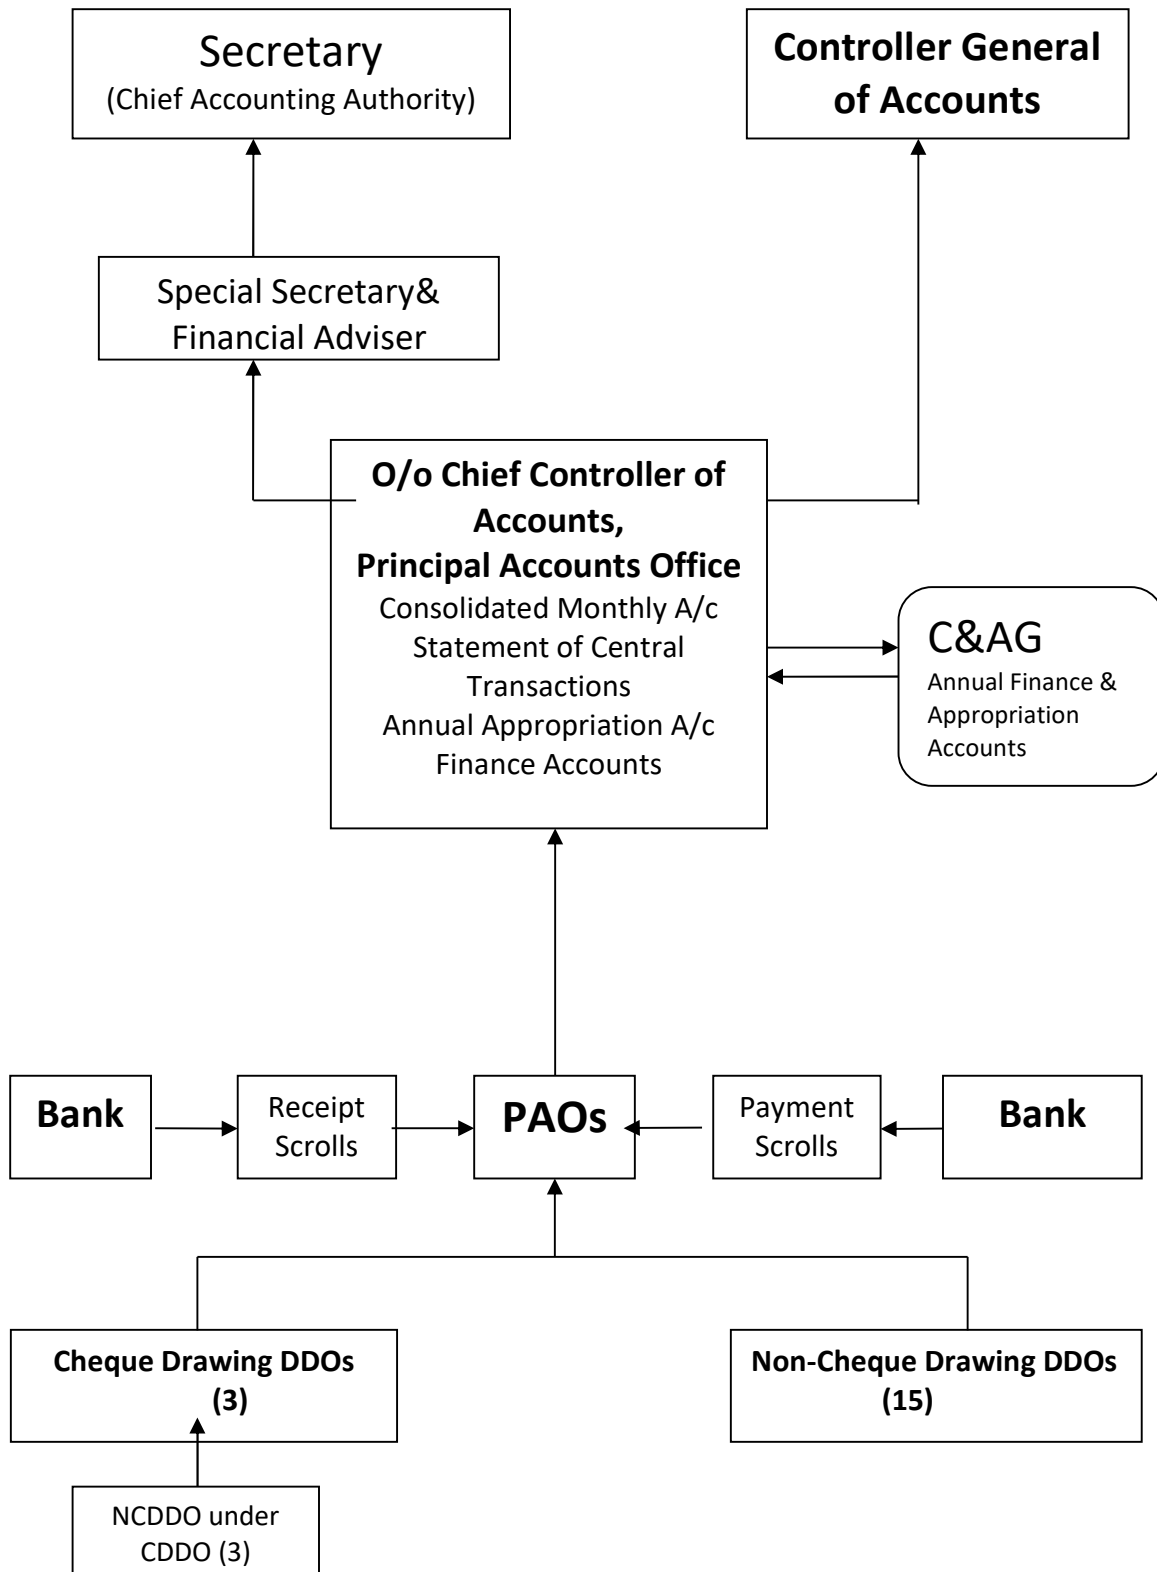 Secretary
(Chief Accounting Authority)
Controller General
of Accounts
Special Secretary&
Financial Adviser
O/o Chief Controller of
Accounts,
Principal Accounts Office
Consolidated Monthly A/c
Statement of Central
Transactions
Annual Appropriation A/c
Finance Accounts
C&AG
Annual Finance &
Appropriation
Accounts
Bank
Receipt
Scrolls
PAOs
Payment
Scrolls
Bank
Cheque Drawing DDOs
(3)
Non-Cheque Drawing DDOs
(15)
NCDDO under
CDDO (3)